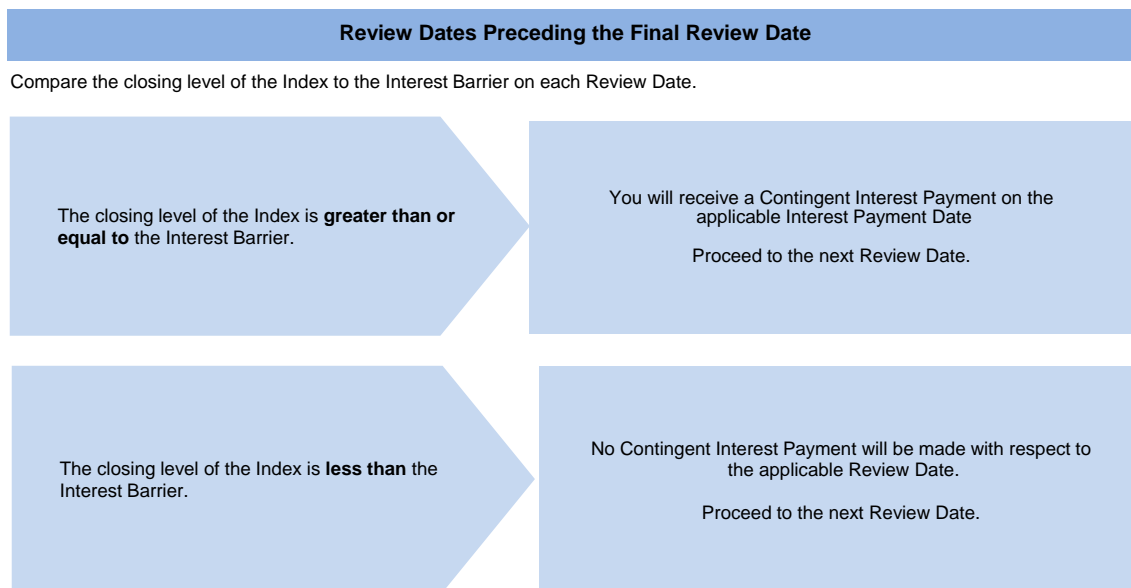 Review Dates Preceding the Final Review Date
Compare the closing level of the Index to the Interest Barrier on each Review Date.
The closing level of the Index is greater than or
equal to the Interest Barrier.
You will receive a Contingent Interest Payment on the
applicable Interest Payment Date
Proceed to the next Review Date.
The closing level of the Index is less than the
Interest Barrier.
No Contingent Interest Payment will be made with respect to
the applicable Review Date.
Proceed to the next Review Date.